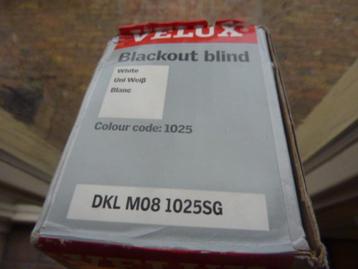 VELUX
Blackout blind
White
Uni Weiß
Blanc
Colour code: 1025
DKL M08 1025SG